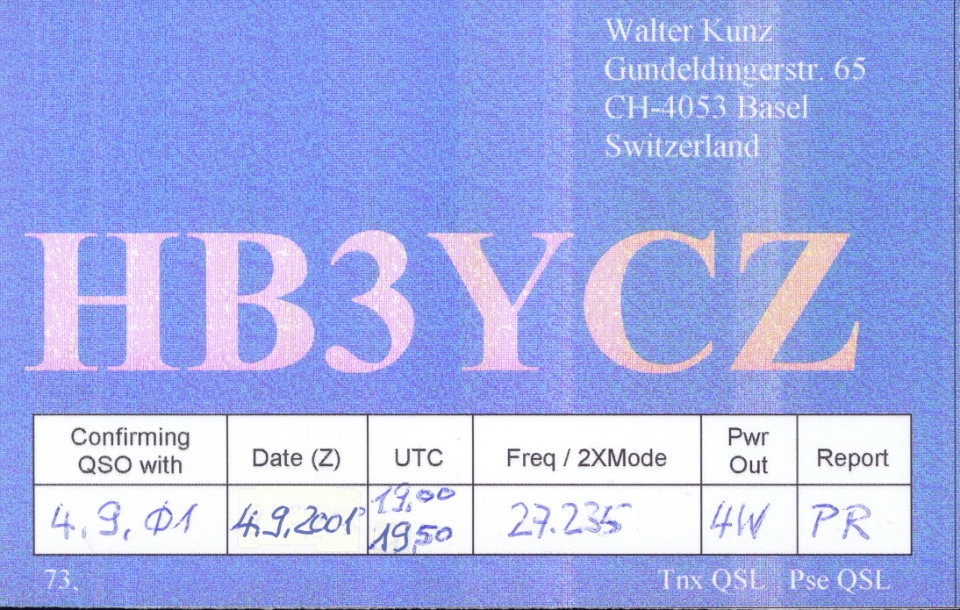 Walter Kunz
Gundeldingerstr. 65
CH-4053 Basel
Switzerland
HB3YCZ
Confirming QSO with Date (Z) UTC Freq / 2XMode Pwr Out Report
4.9.Ø1 4.9.2001 19.00 19.50 27.235 4W PR
73, Tnx QSL Pse QSL